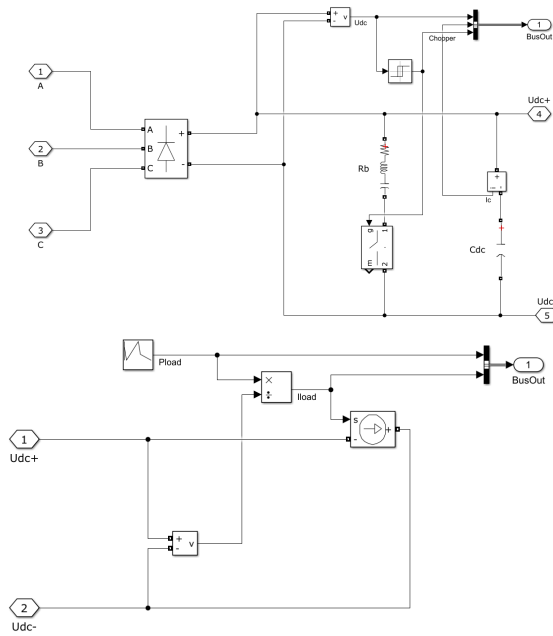 +
-
v
Udc
Chopper
1
BusOut
1
A
2
B
3
C
A
B
C
+
-
Udc+
4
Rb
+
-
Ic
g
1
E
2
+
Cdc
Udc
5
Pload
×
÷
Iload
1
BusOut
s
-
+
1
Udc+
+
-
v
2
Udc-